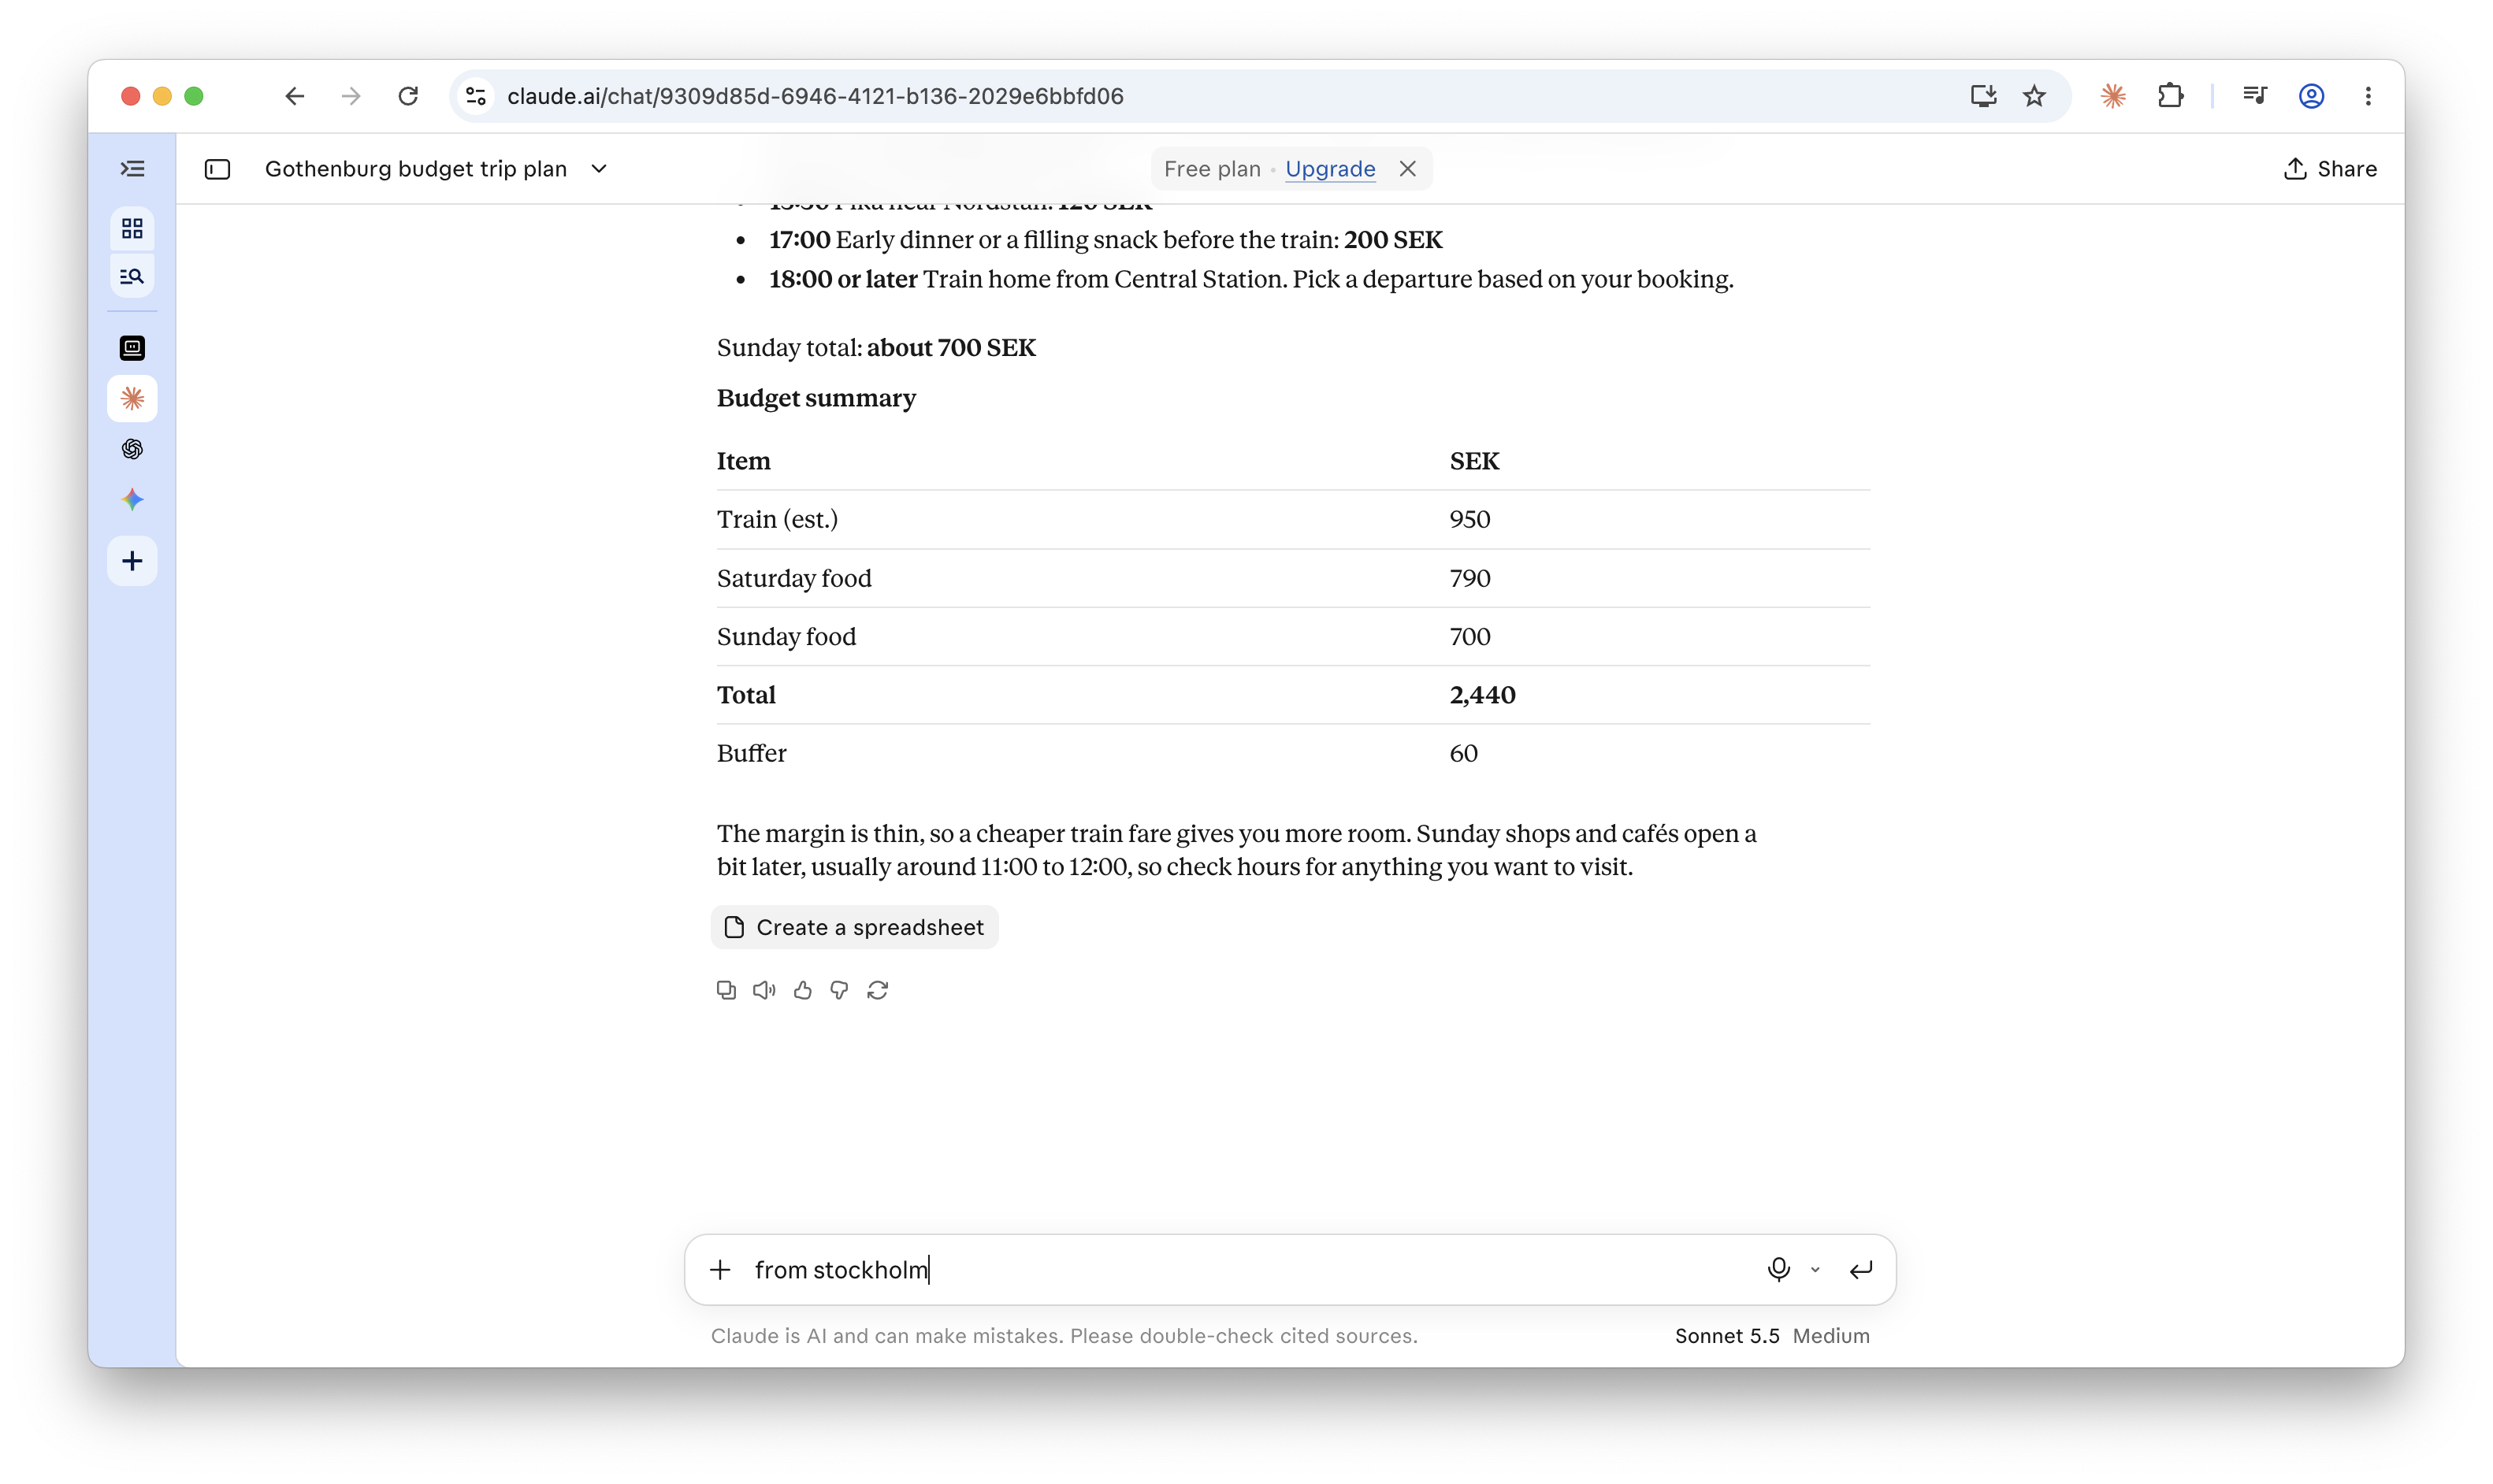 claude.ai/chat/9309d85d-6946-4121-b136-2029e6bbfd06
Gothenburg budget trip plan
Free plan · Upgrade
Share
• 17:00 Early dinner or a filling snack before the train: 200 SEK
• 18:00 or later Train home from Central Station. Pick a departure based on your booking.
Sunday total: about 700 SEK
Budget summary
Item SEK
Train (est.) 950
Saturday food 790
Sunday food 700
Total 2,440
Buffer 60
The margin is thin, so a cheaper train fare gives you more room. Sunday shops and cafés open a
bit later, usually around 11:00 to 12:00, so check hours for anything you want to visit.
Create a spreadsheet
from stockholm
Claude is AI and can make mistakes. Please double-check cited sources.
Sonnet 5.5 Medium